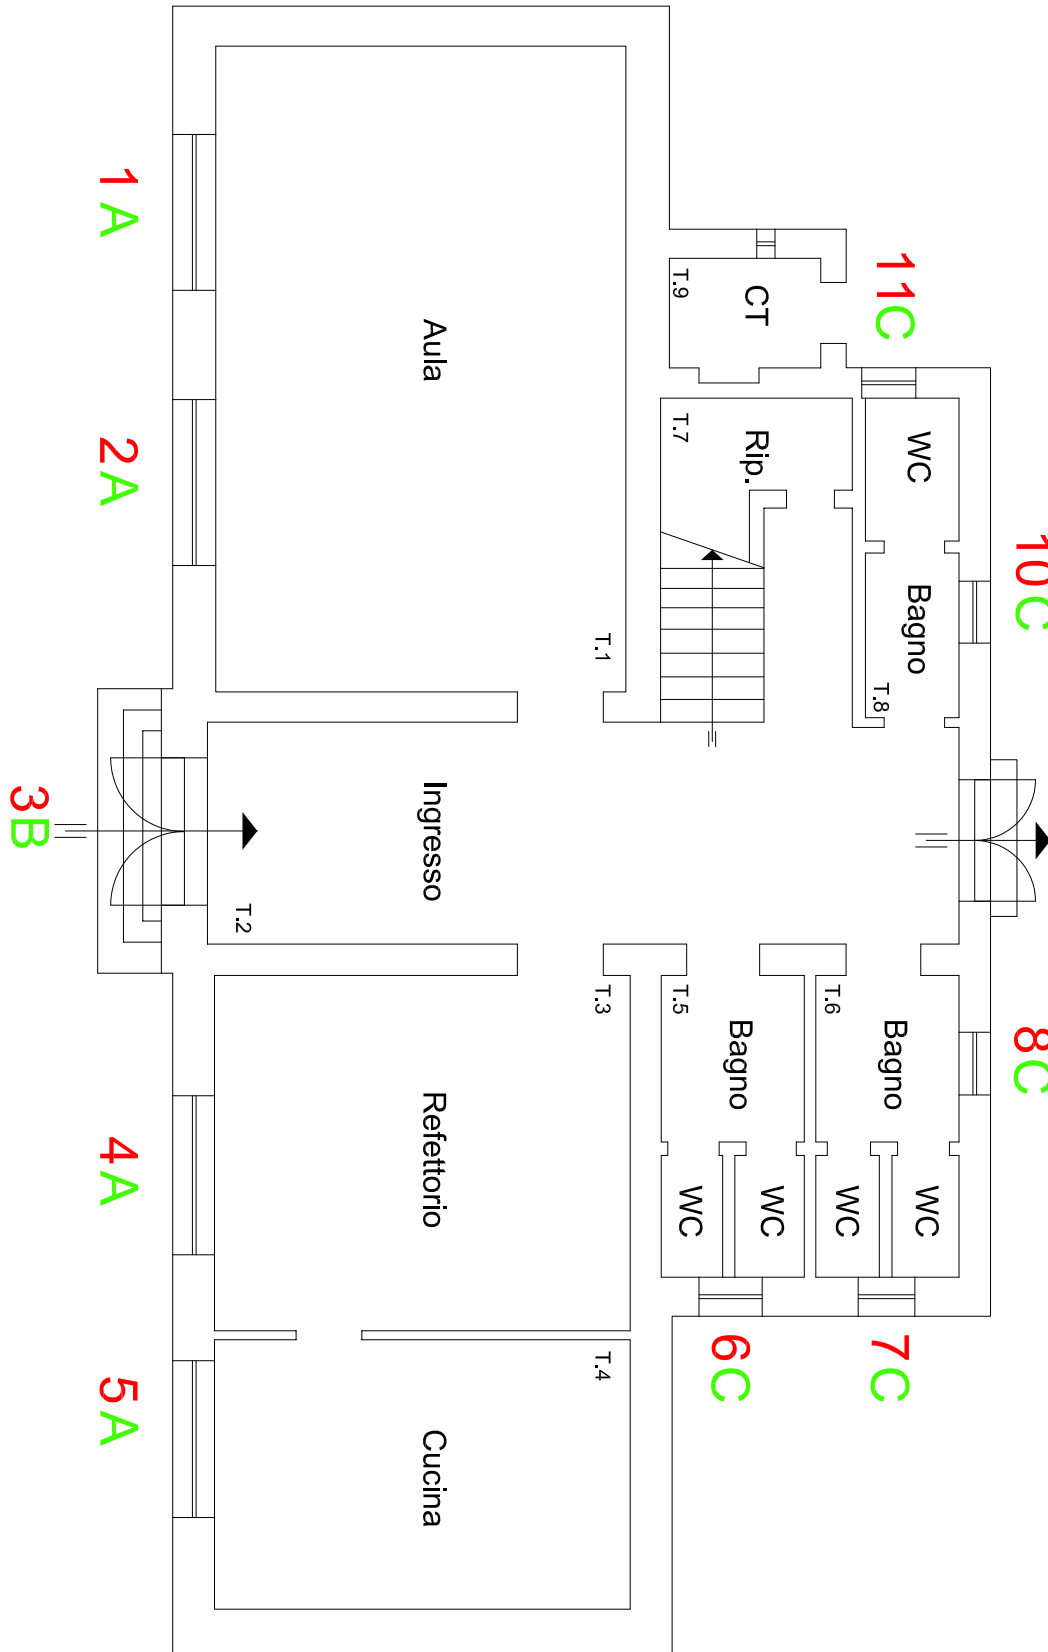 1A
2A
3B
4A
5A
Aula
T.1
Ingresso
T.2
Refettorio
T.3
Cucina
T.4
CT
T.9
11C
Rip.
T.7
WC
Bagno
T.8
10C
Bagno
T.5
Bagno
T.6
8C
WC
WC
WC
WC
6C
7C